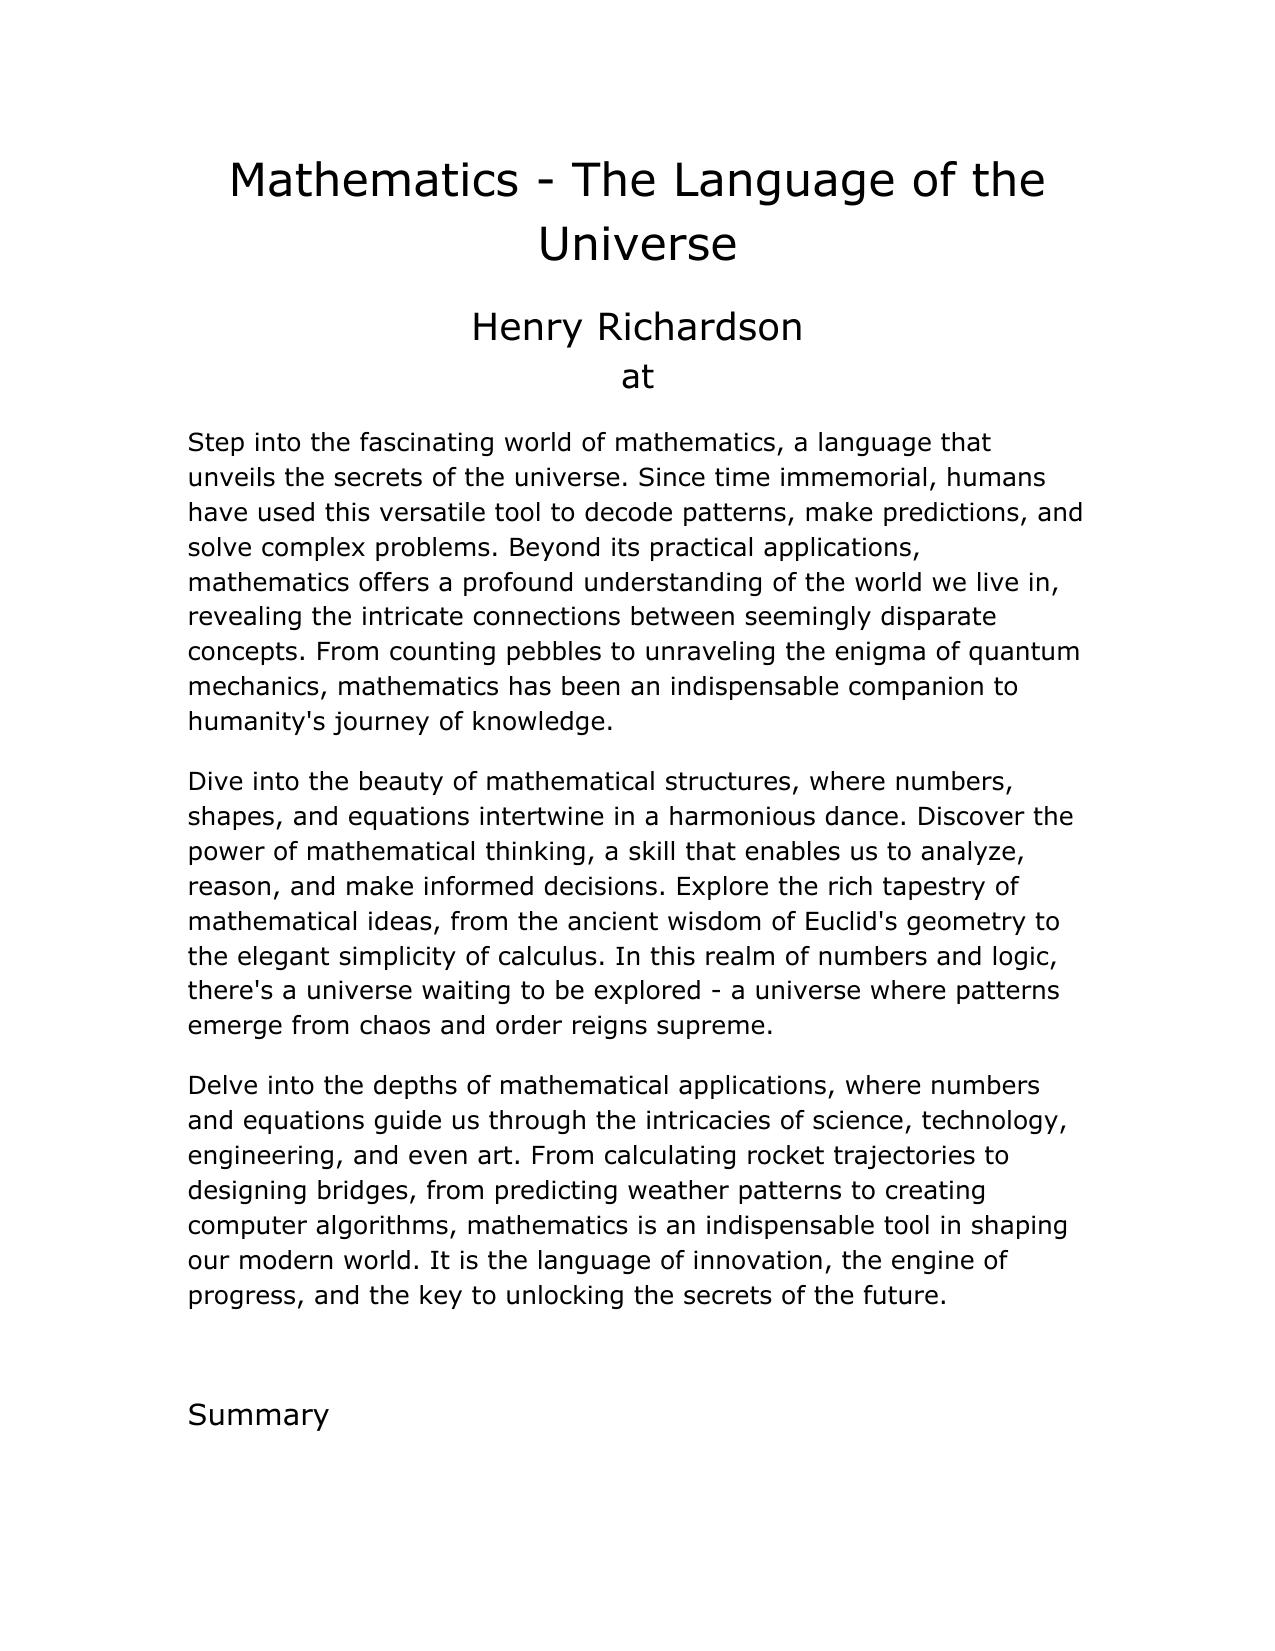 Mathematics - The Language of the
Universe
Henry Richardson
at
Step into the fascinating world of mathematics, a language that
unveils the secrets of the universe. Since time immemorial, humans
have used this versatile tool to decode patterns, make predictions, and
solve complex problems. Beyond its practical applications,
mathematics offers a profound understanding of the world we live in,
revealing the intricate connections between seemingly disparate
concepts. From counting pebbles to unraveling the enigma of quantum
mechanics, mathematics has been an indispensable companion to
humanity's journey of knowledge.
Dive into the beauty of mathematical structures, where numbers,
shapes, and equations intertwine in a harmonious dance. Discover the
power of mathematical thinking, a skill that enables us to analyze,
reason, and make informed decisions. Explore the rich tapestry of
mathematical ideas, from the ancient wisdom of Euclid's geometry to
the elegant simplicity of calculus. In this realm of numbers and logic,
there's a universe waiting to be explored - a universe where patterns
emerge from chaos and order reigns supreme.
Delve into the depths of mathematical applications, where numbers
and equations guide us through the intricacies of science, technology,
engineering, and even art. From calculating rocket trajectories to
designing bridges, from predicting weather patterns to creating
computer algorithms, mathematics is an indispensable tool in shaping
our modern world. It is the language of innovation, the engine of
progress, and the key to unlocking the secrets of the future.
Summary